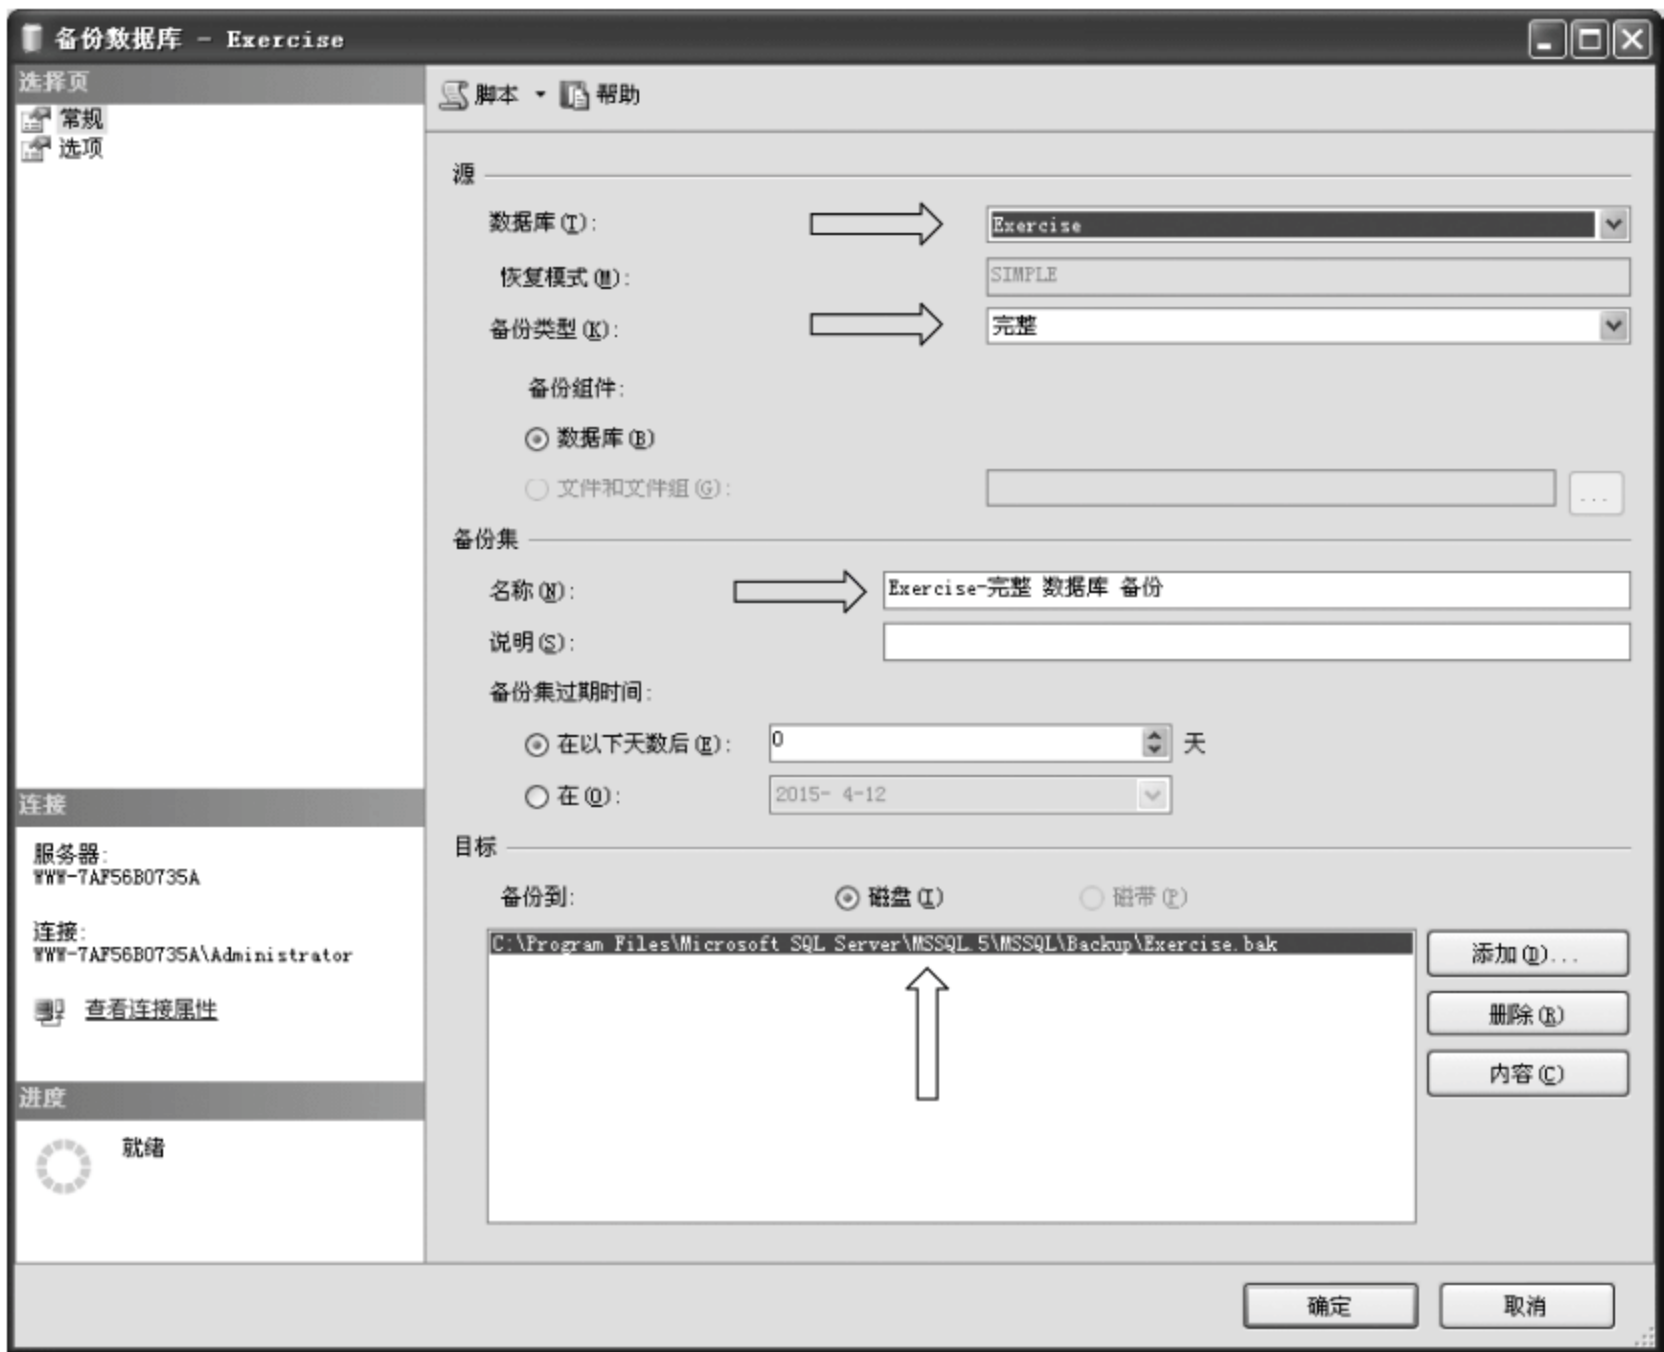 备份数据库 - Exercise
选择页
常规
选项
脚本 帮助
源
数据库(T): Exercise
恢复模式(M): SIMPLE
备份类型(K): 完整
备份组件:
数据库(B)
文件和文件组(G): ...
备份集
名称(N): Exercise-完整 数据库 备份
说明(S):
备份集过期时间:
在以下天数后(E): 0 天
在(O): 2015- 4-12
目标
备份到: 磁盘(I) 磁带(P)
C:\Program Files\Microsoft SQL Server\MSSQL.5\MSSQL\Backup\Exercise.bak
添加(D)...
删除(R)
内容(C)
连接
服务器:
WWW-7AF56B0735A
连接:
WWW-7AF56B0735A\Administrator
查看连接属性
进度
就绪
确定 取消